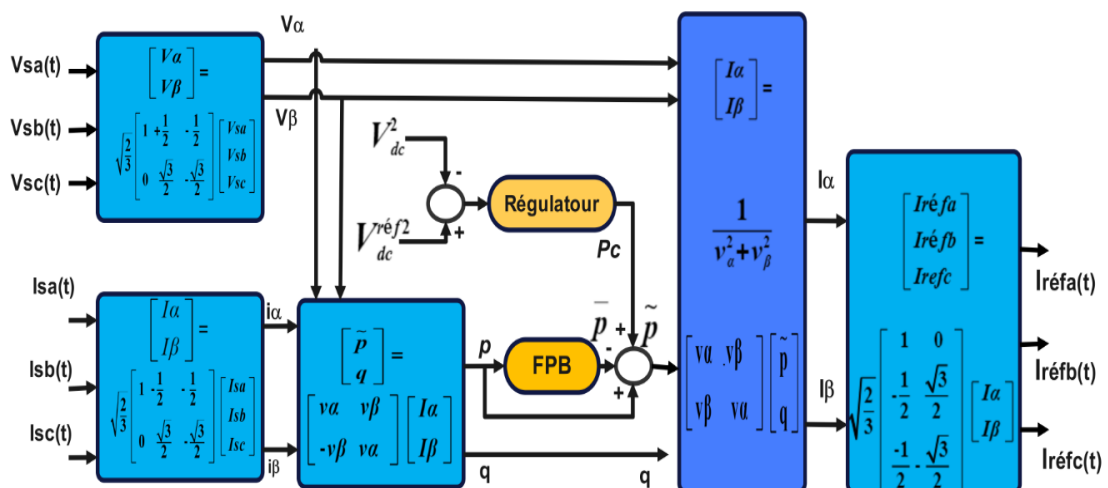 Vα
Vsa(t)
Vsb(t)
Vsc(t)
[Vα Vβ] =
√2/3 [1 +1/2 -1/2
0 √3/2 -√3/2] [Vsa Vsb Vsc]
Vβ
V²dc
-
+
V^réf2 dc
Régulatour
Pc
Isa(t)
Isb(t)
Isc(t)
[Iα Iβ] =
√2/3 [1 -1/2 -1/2
0 √3/2 -√3/2] [Isa Isb Isc]
iα
iβ
[p̃ q] =
[vα vβ
-vβ vα] [Iα Iβ]
p
FPB
p̄
+
-
+
p̃
q
q
[Iα Iβ] =
1/(v²α+v²β)
[vα .vβ
vβ vα] [p̃ q]
Iα
Iβ
[Iréfa Iréfb Irefc] =
√2/3 [1 0
-1/2 √3/2
-1/2 -√3/2] [Iα Iβ]
Iréfa(t)
Iréfb(t)
Iréfc(t)